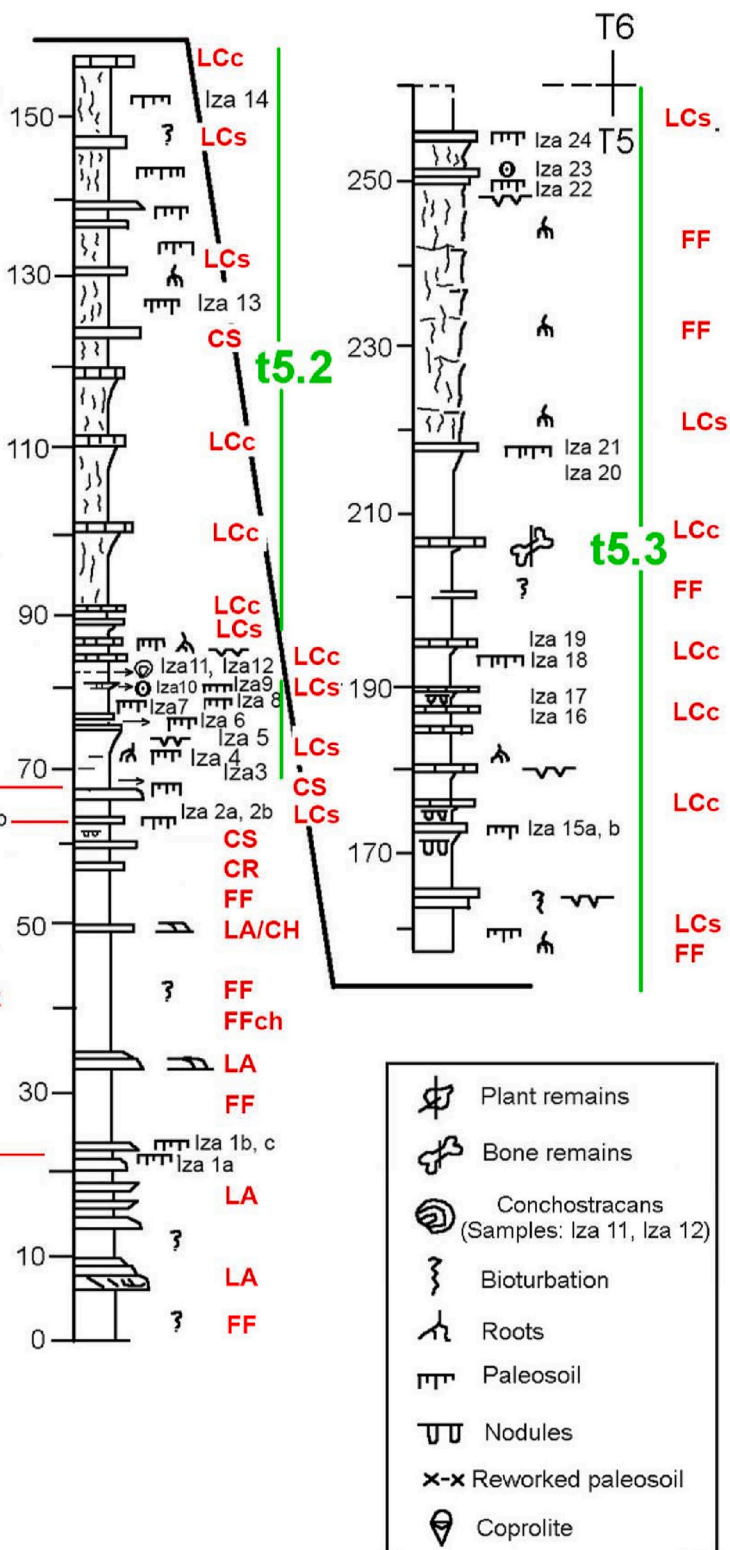 LCc
150
Iza 14
LCs
LCs
130
Iza 13
CS
t5.2
110
LCc
LCc
90
LCc
LCs
LCc
Iza11, Iza12
Iza10
Iza9
LCs
Iza7
Iza 8
Iza 6
Iza 5
LCs
Iza 4
70
Iza3
CS
Iza 2a, 2b
LCs
CS
CR
FF
50
LA/CH
FF
FFch
LA
30
FF
Iza 1b, c
Iza 1a
LA
10
LA
FF
0
T6
T5
LCs
Iza 24
Iza 23
250
Iza 22
FF
230
FF
LCs
Iza 21
Iza 20
210
LCc
t5.3
FF
Iza 19
LCc
Iza 18
190
Iza 17
LCc
Iza 16
LCc
170
Iza 15a, b
LCs
FF
Plant remains
Bone remains
Conchostracans
(Samples: Iza 11, Iza 12)
Bioturbation
Roots
Paleosoil
Nodules
x-x Reworked paleosoil
Coprolite